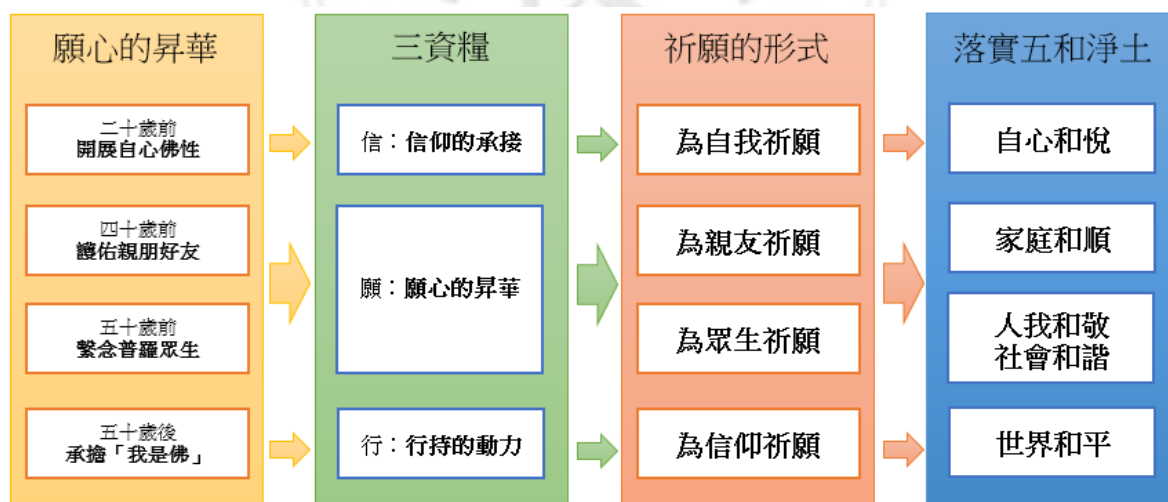 願心的昇華
二十歲前
開展自心佛性
四十歲前
護佑親朋好友
五十歲前
繫念普羅眾生
五十歲後
承擔「我是佛」
三資糧
信：信仰的承接
願：願心的昇華
行：行持的動力
祈願的形式
為自我祈願
為親友祈願
為眾生祈願
為信仰祈願
落實五和淨土
自心和悅
家庭和順
人我和敬
社會和諧
世界和平